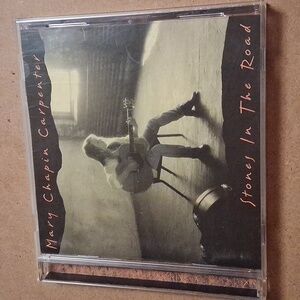 Mary Chapin Carpenter
Stones In The Road